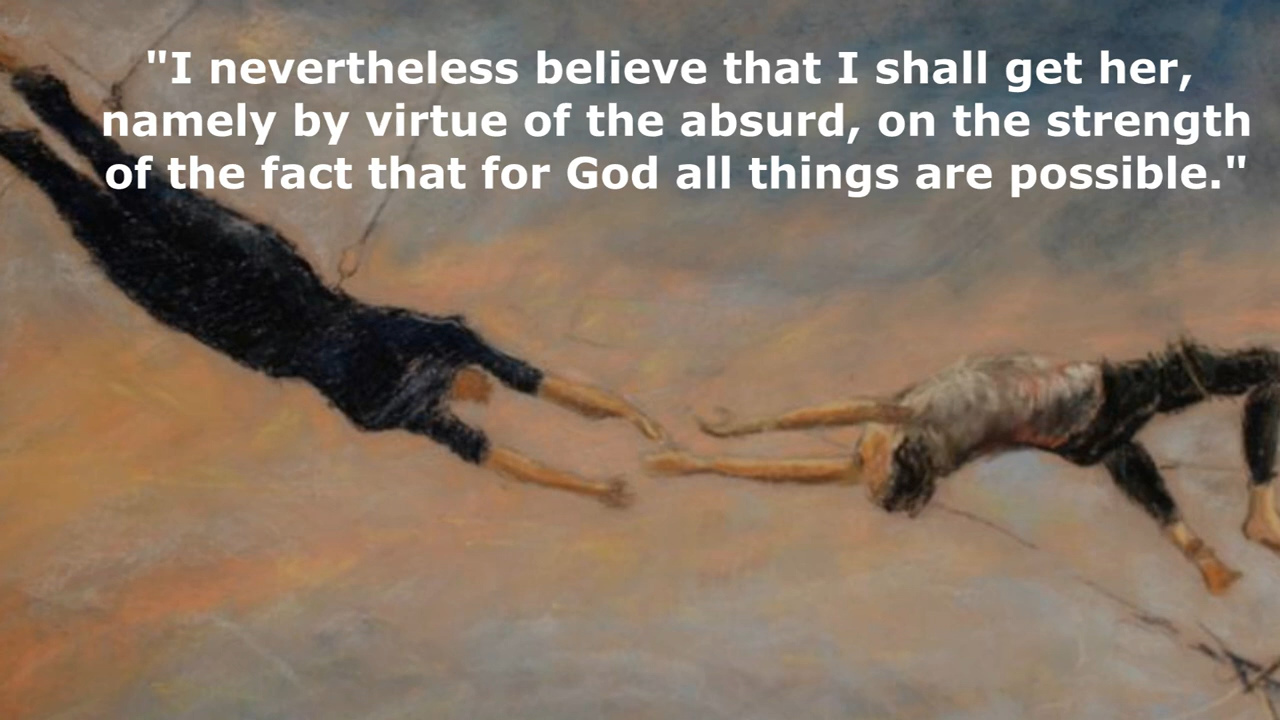 "I nevertheless believe that I shall get her,
namely by virtue of the absurd, on the strength
of the fact that for God all things are possible."